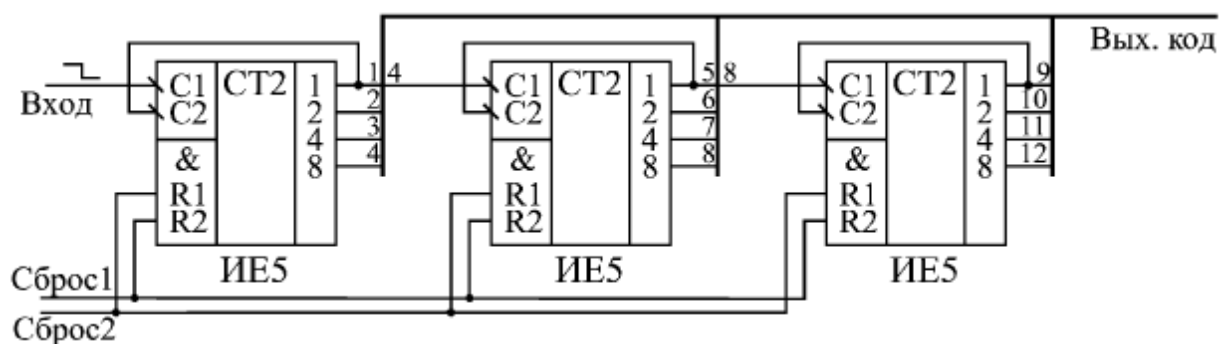 Вых. код
Вход
C1 CT2 1 1 4
C2 2 2
& 4 3
R1 8 4
R2
ИЕ5
C1 CT2 1 5 8
C2 2 6
& 4 7
R1 8 8
R2
ИЕ5
C1 CT2 1 9
C2 2 10
& 4 11
R1 8 12
R2
ИЕ5
Сброс1
Сброс2